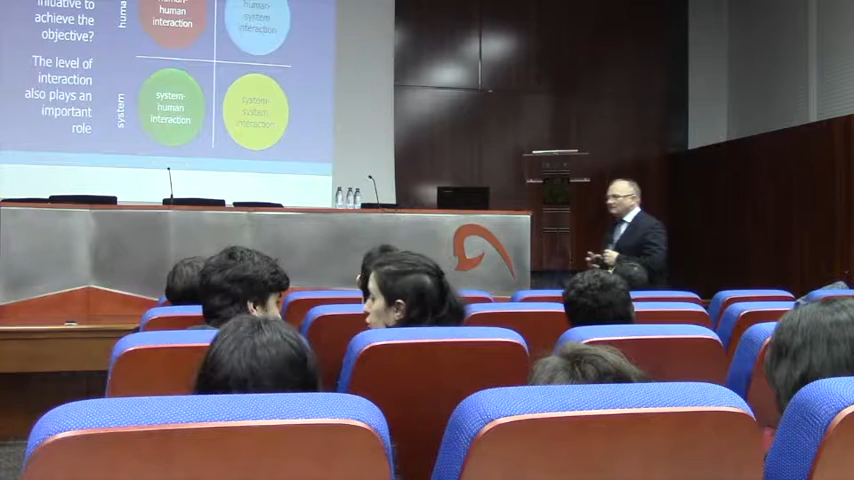 initiative to
achieve the
objective?
The level of
interaction
also plays an
important
role
human
system
human
interaction
human-
system
interaction
system-
human
interaction
system-
system
interaction